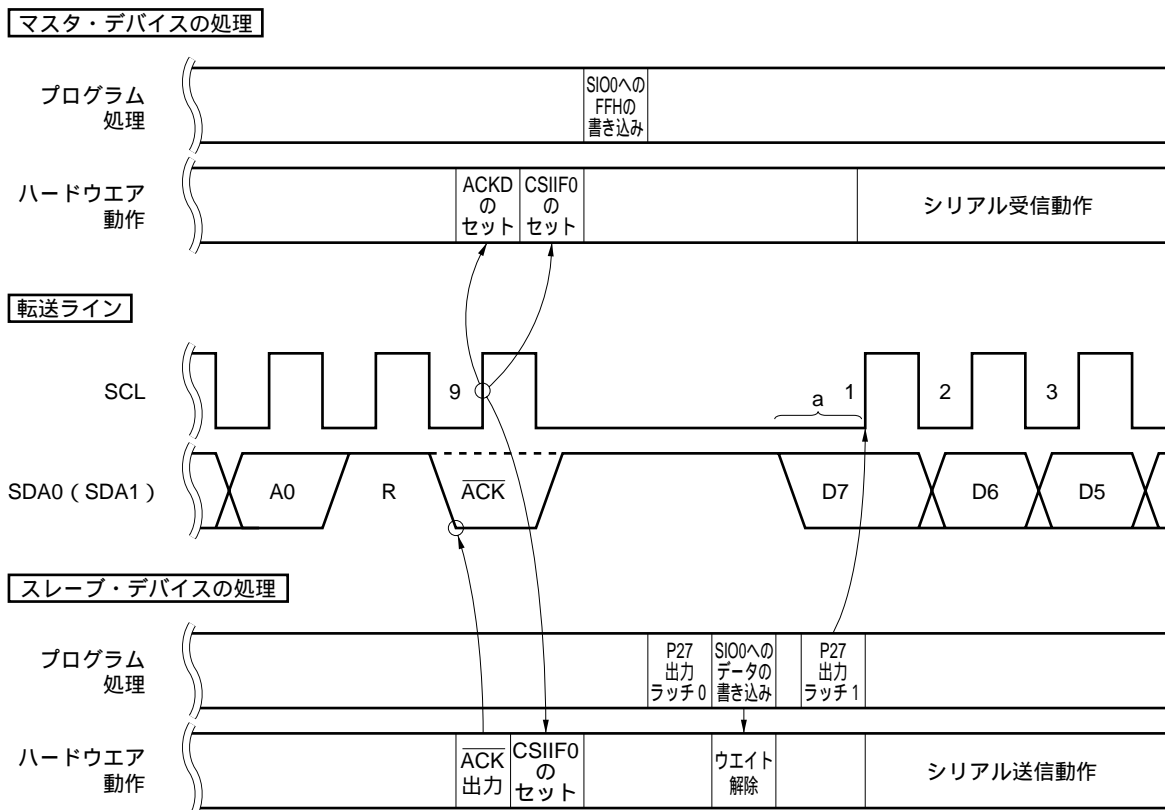 マスタ・デバイスの処理
プログラム
処理
SIO0への
FFHの
書き込み
ハードウエア
動作
ACKD
の
セット
CSIIF0
の
セット
シリアル受信動作
転送ライン
SCL
9
a
1
2
3
SDA0(SDA1)
A0
R
ACK
D7
D6
D5
スレーブ・デバイスの処理
プログラム
処理
P27
出力
ラッチ0
SIO0への
データの
書き込み
P27
出力
ラッチ1
ハードウエア
動作
ACK
出力
CSIIF0
の
セット
ウエイト
解除
シリアル送信動作